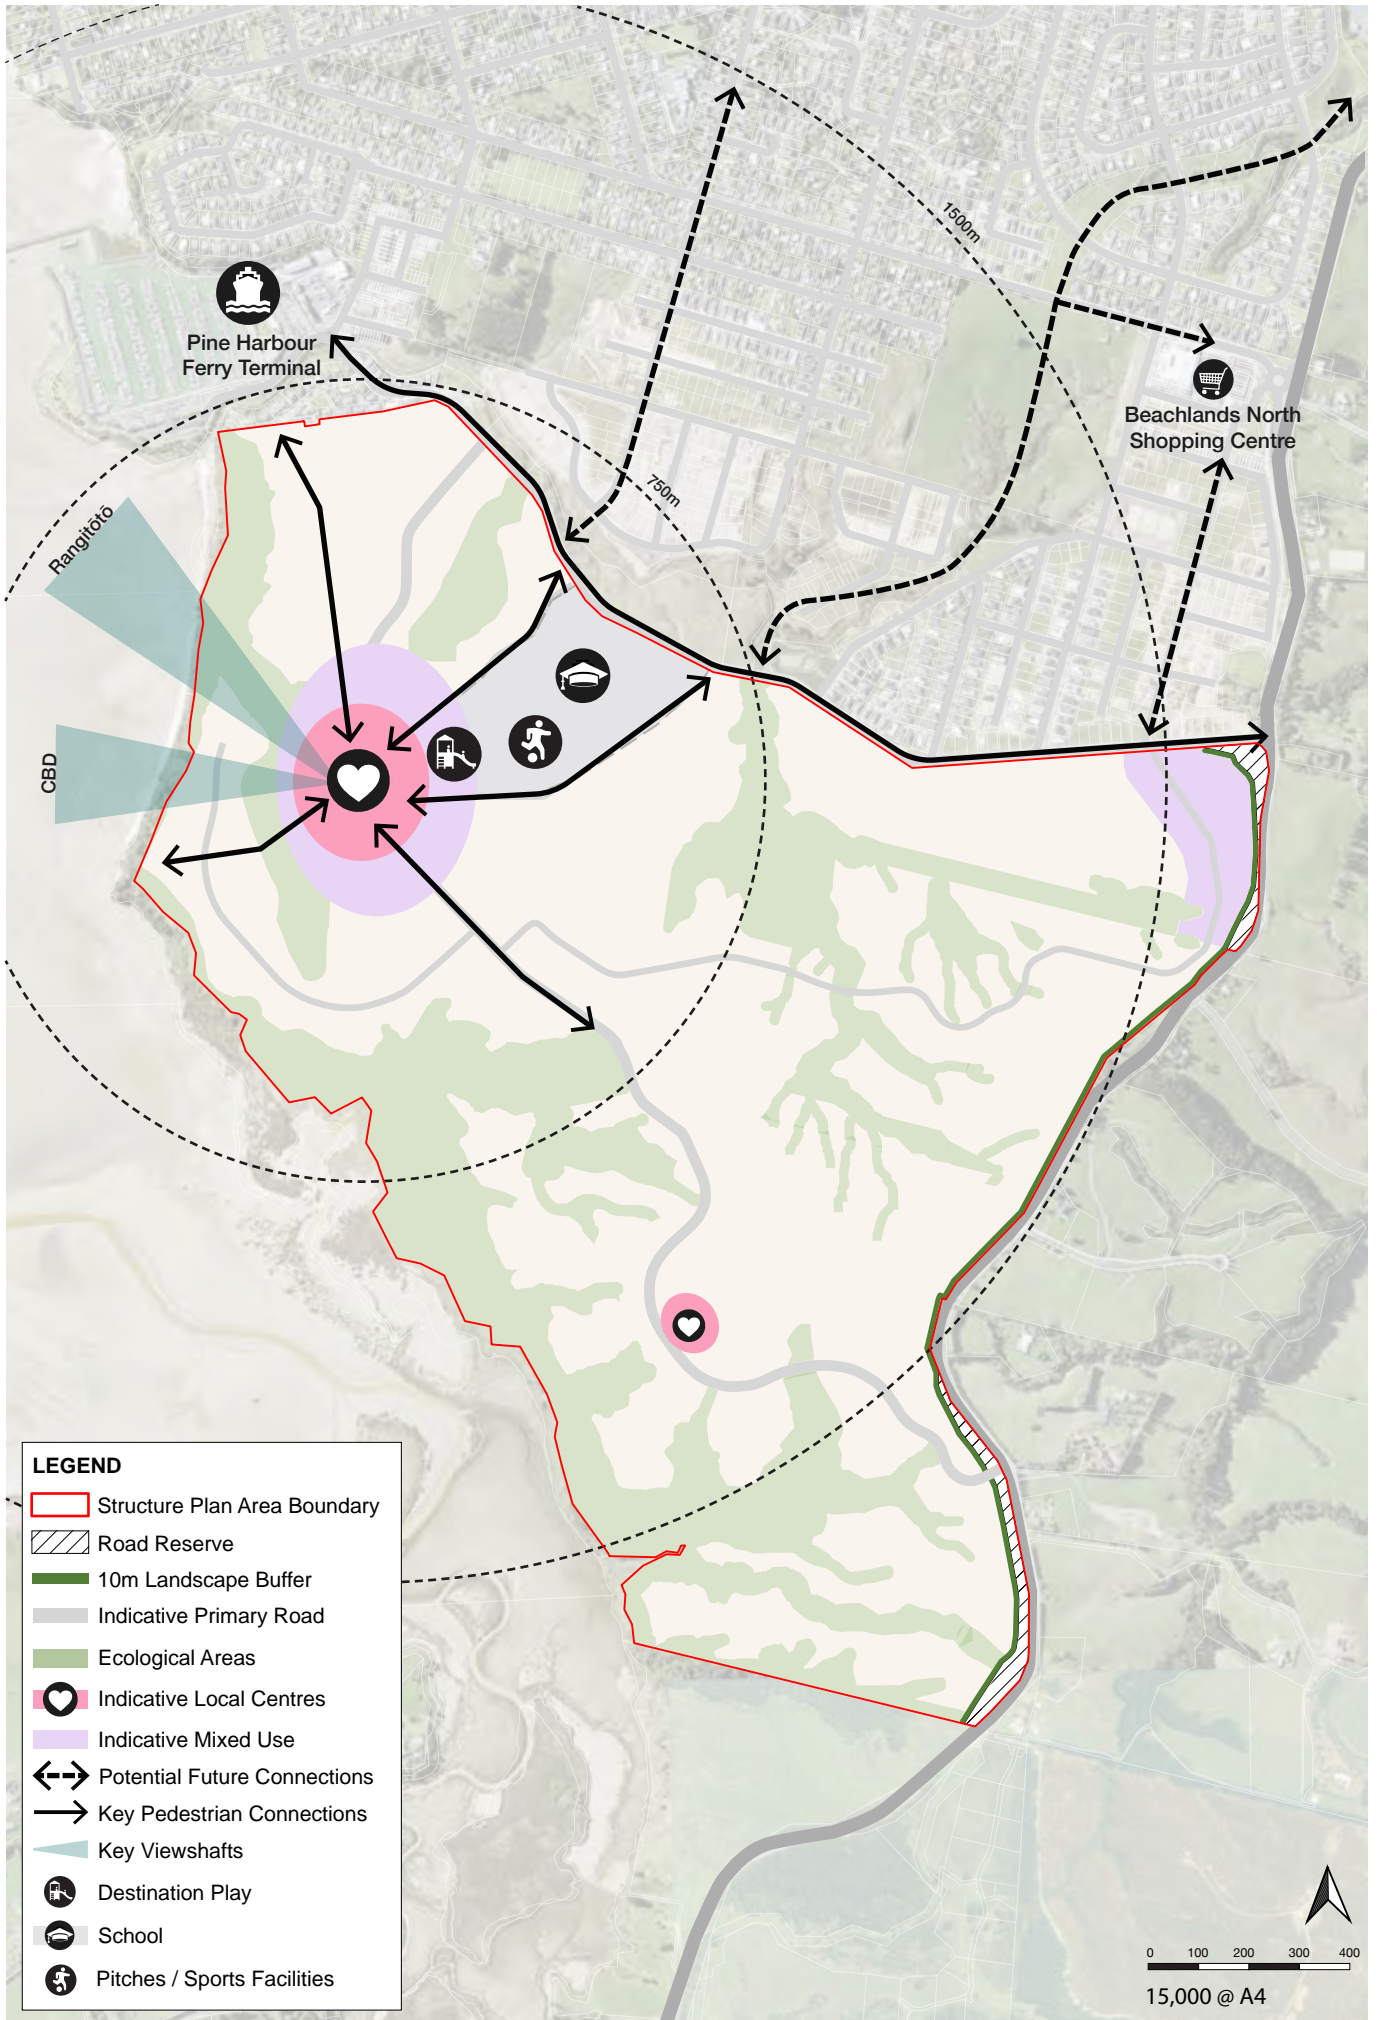 1500m
Pine Harbour
Ferry Terminal
Beachlands North
Shopping Centre
750m
Rangitōtō
CBD
LEGEND
Structure Plan Area Boundary
Road Reserve
10m Landscape Buffer
Indicative Primary Road
Ecological Areas
Indicative Local Centres
Indicative Mixed Use
Potential Future Connections
Key Pedestrian Connections
Key Viewshafts
Destination Play
School
Pitches / Sports Facilities
0 100 200 300 400
15,000 @ A4